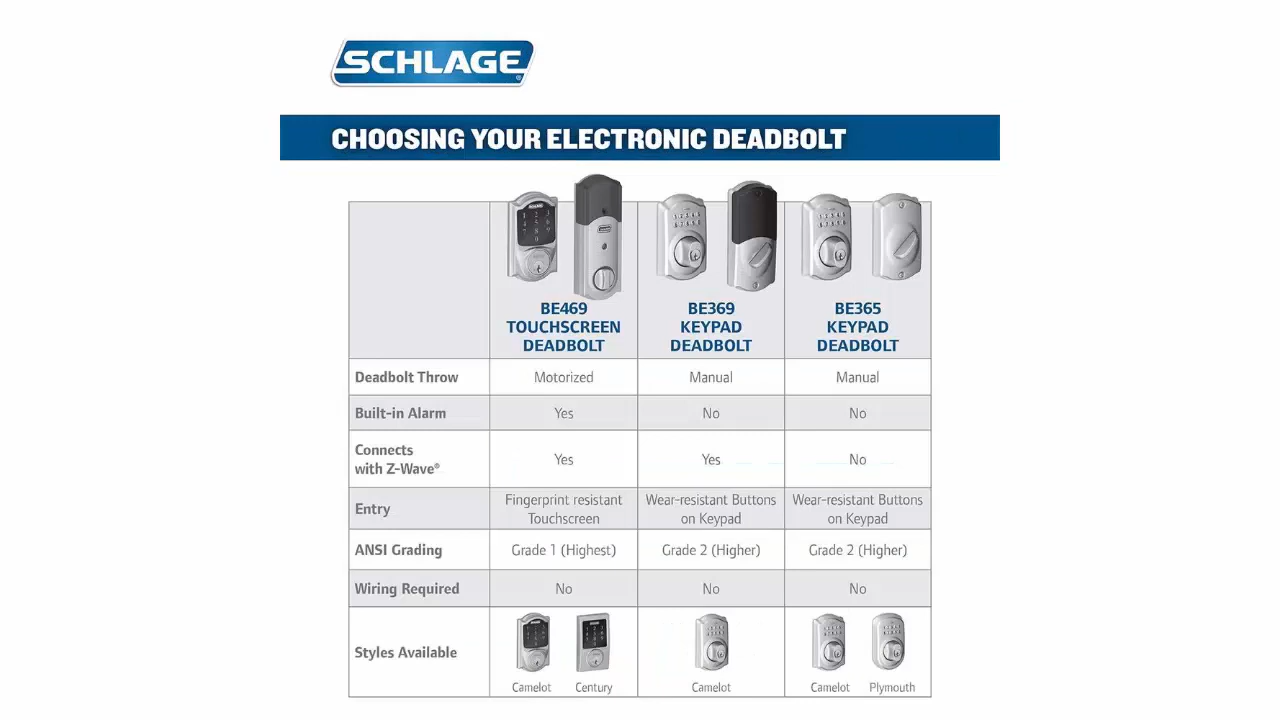 SCHLAGE
CHOOSING YOUR ELECTRONIC DEADBOLT
BE469
TOUCHSCREEN
DEADBOLT
BE369
KEYPAD
DEADBOLT
BE365
KEYPAD
DEADBOLT
Deadbolt Throw Motorized Manual Manual
Built-in Alarm Yes No No
Connects
with Z-Wave® Yes Yes No
Entry
Fingerprint resistant
Touchscreen
Wear-resistant Buttons
on Keypad
Wear-resistant Buttons
on Keypad
ANSI Grading Grade 1 (Highest) Grade 2 (Higher) Grade 2 (Higher)
Wiring Required No No No
Styles Available
Camelot Century Camelot Camelot Plymouth